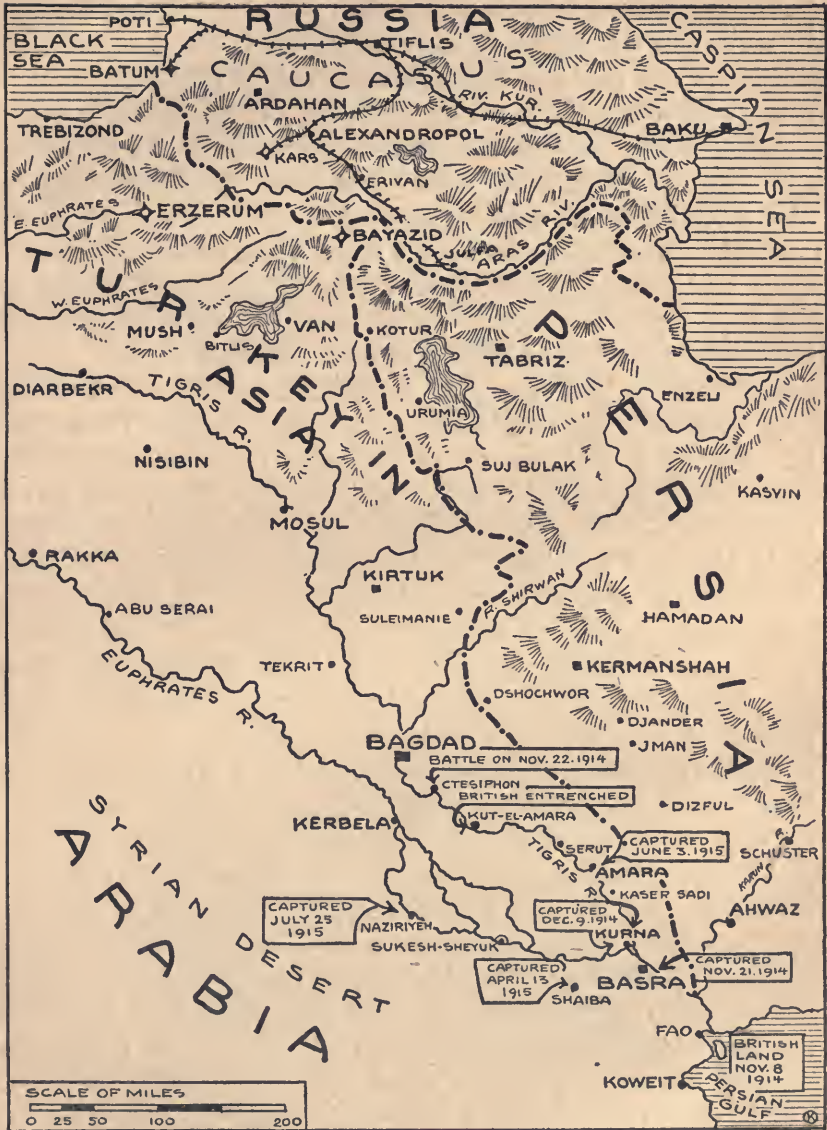 RUSSIA
POTI
BLACK
SEA
TIFLIS
CASPIAN
SEA
BATUM
CAUCASUS
ARDAHAN
RIV. KUR.
TREBIZOND
ALEXANDROPOL
BAKU
KARS
ERIVAN
E. EUPHRATES
ERZERUM
BAYAZID
JULFA
ARAS RIV.
TURKEY IN
ASIA
W. EUPHRATES
MUSH
BITLIS
VAN
KOTUR
PERSIA
TABRIZ
DIARBEKR
TIGRIS R.
URUMIA
ENZELI
NISIBIN
SUJ BULAK
KASVIN
MOSUL
RAKKA
KIRTUK
R. SHIRWAN
ABU SERAI
SULEIMANIE
HAMADAN
EUPHRATES R.
TEKRIT
KERMANSHAH
DSHOCHWOR
DJANDER
BAGDAD
JMAN
BATTLE ON NOV. 22. 1914
CTESIPHON
BRITISH ENTRENCHED
DIZFUL
KERBELA
KUT-EL-AMARA
SERUT
CAPTURED
JUNE 3. 1915
SCHUSTER
SYRIAN DESERT
ARABIA
TIGRIS R.
AMARA
KARUN R.
KASER SADI
CAPTURED
JULY 25
1915
NAZIRIYEH
CAPTURED
DEC. 9. 1914
KURNA
AHWAZ
SUKESH-SHEYUK
CAPTURED
NOV. 21. 1914
CAPTURED
APRIL 13
1915
SHAIBA
BASRA
FAO
BRITISH
LAND
NOV. 8
1914
KOWEIT
PERSIAN
GULF
SCALE OF MILES
0 25 50 100 200
K